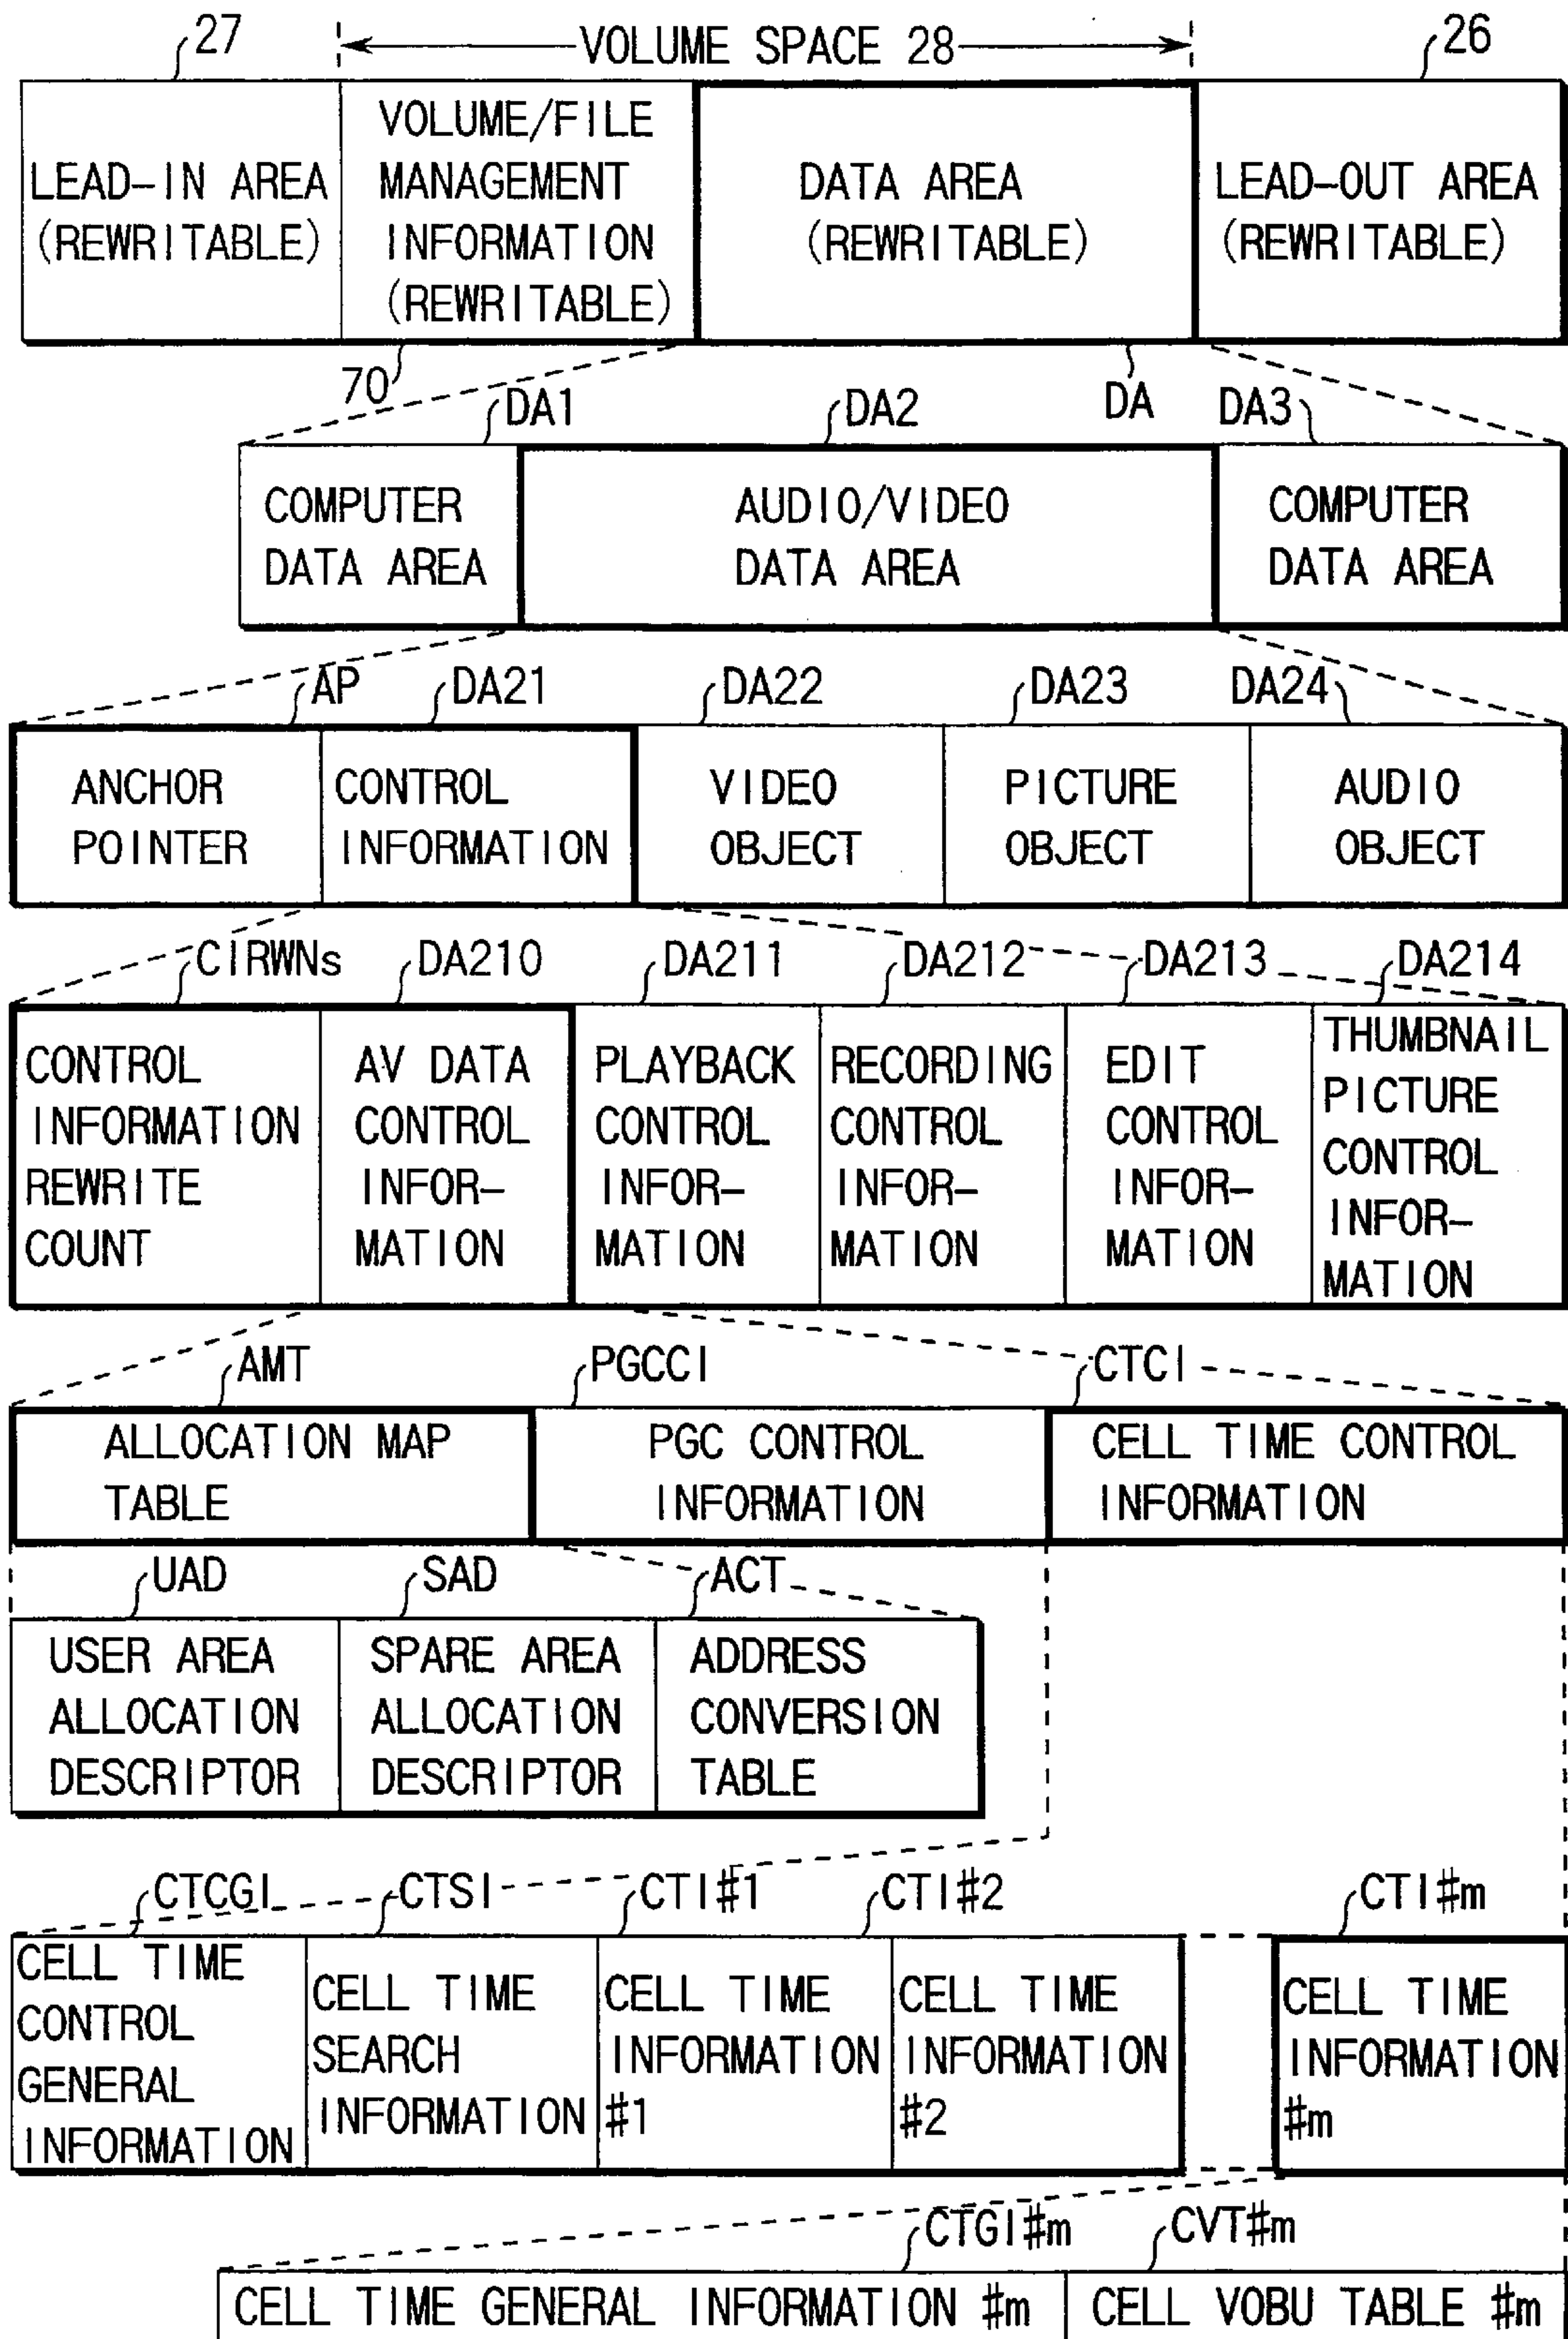 27
VOLUME SPACE 28
26
LEAD-IN AREA
(REWRITABLE)
VOLUME/FILE
MANAGEMENT
INFORMATION
(REWRITABLE)
DATA AREA
(REWRITABLE)
LEAD-OUT AREA
(REWRITABLE)
70
DA1
DA2
DA
DA3
COMPUTER
DATA AREA
AUDIO/VIDEO
DATA AREA
COMPUTER
DATA AREA
AP
DA21
DA22
DA23
DA24
ANCHOR
POINTER
CONTROL
INFORMATION
VIDEO
OBJECT
PICTURE
OBJECT
AUDIO
OBJECT
CIRWNs
DA210
DA211
DA212
DA213
DA214
CONTROL
INFORMATION
REWRITE
COUNT
AV DATA
CONTROL
INFOR-
MATION
PLAYBACK
CONTROL
INFOR-
MATION
RECORDING
CONTROL
INFOR-
MATION
EDIT
CONTROL
INFOR-
MATION
THUMBNAIL
PICTURE
CONTROL
INFOR-
MATION
AMT
PGCCI
CTCI
ALLOCATION MAP
TABLE
PGC CONTROL
INFORMATION
CELL TIME CONTROL
INFORMATION
UAD
SAD
ACT
USER AREA
ALLOCATION
DESCRIPTOR
SPARE AREA
ALLOCATION
DESCRIPTOR
ADDRESS
CONVERSION
TABLE
CTCGI
CTSI
CTI#1
CTI#2
CTI#m
CELL TIME
CONTROL
GENERAL
INFORMATION
CELL TIME
SEARCH
INFORMATION
CELL TIME
INFORMATION
#1
CELL TIME
INFORMATION
#2
CELL TIME
INFORMATION
#m
CTGI#m
CVT#m
CELL TIME GENERAL INFORMATION #m
CELL VOBU TABLE #m